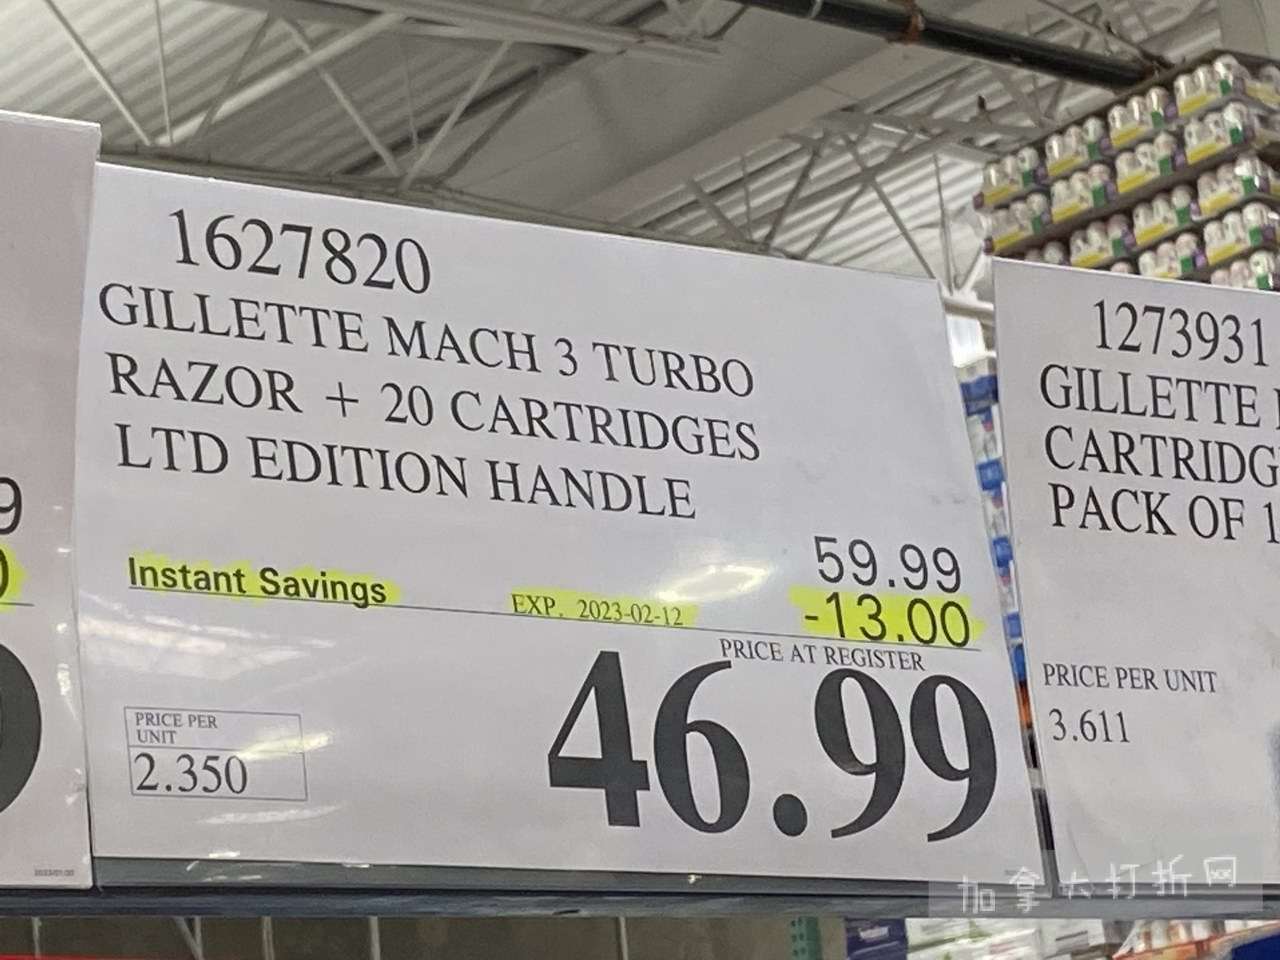 1627820
GILLETTE MACH 3 TURBO
RAZOR + 20 CARTRIDGES
LTD EDITION HANDLE
59.99
Instant Savings EXP. 2023-02-12 -13.00
PRICE AT REGISTER
46.99
PRICE PER
UNIT
2.350
1273931
GILLETTE
CARTRIDG
PACK OF 1
PRICE PER UNIT
3.611
9
加拿大打折网